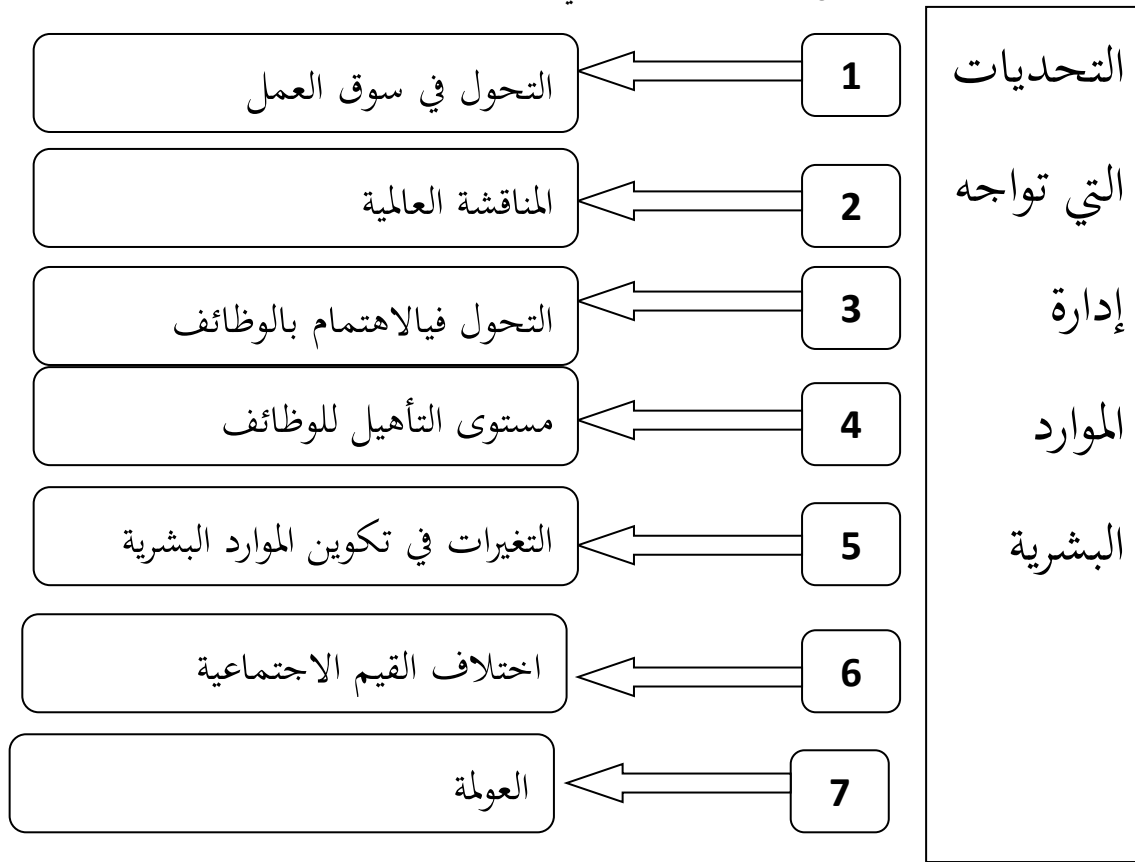 التحديات
التي تواجه
إدارة
الموارد
البشرية
1
التحول في سوق العمل
2
المناقشة العالمية
3
التحول فيالاهتمام بالوظائف
4
مستوى التأهيل للوظائف
5
التغيرات في تكوين الموارد البشرية
6
اختلاف القيم الاجتماعية
7
العولمة